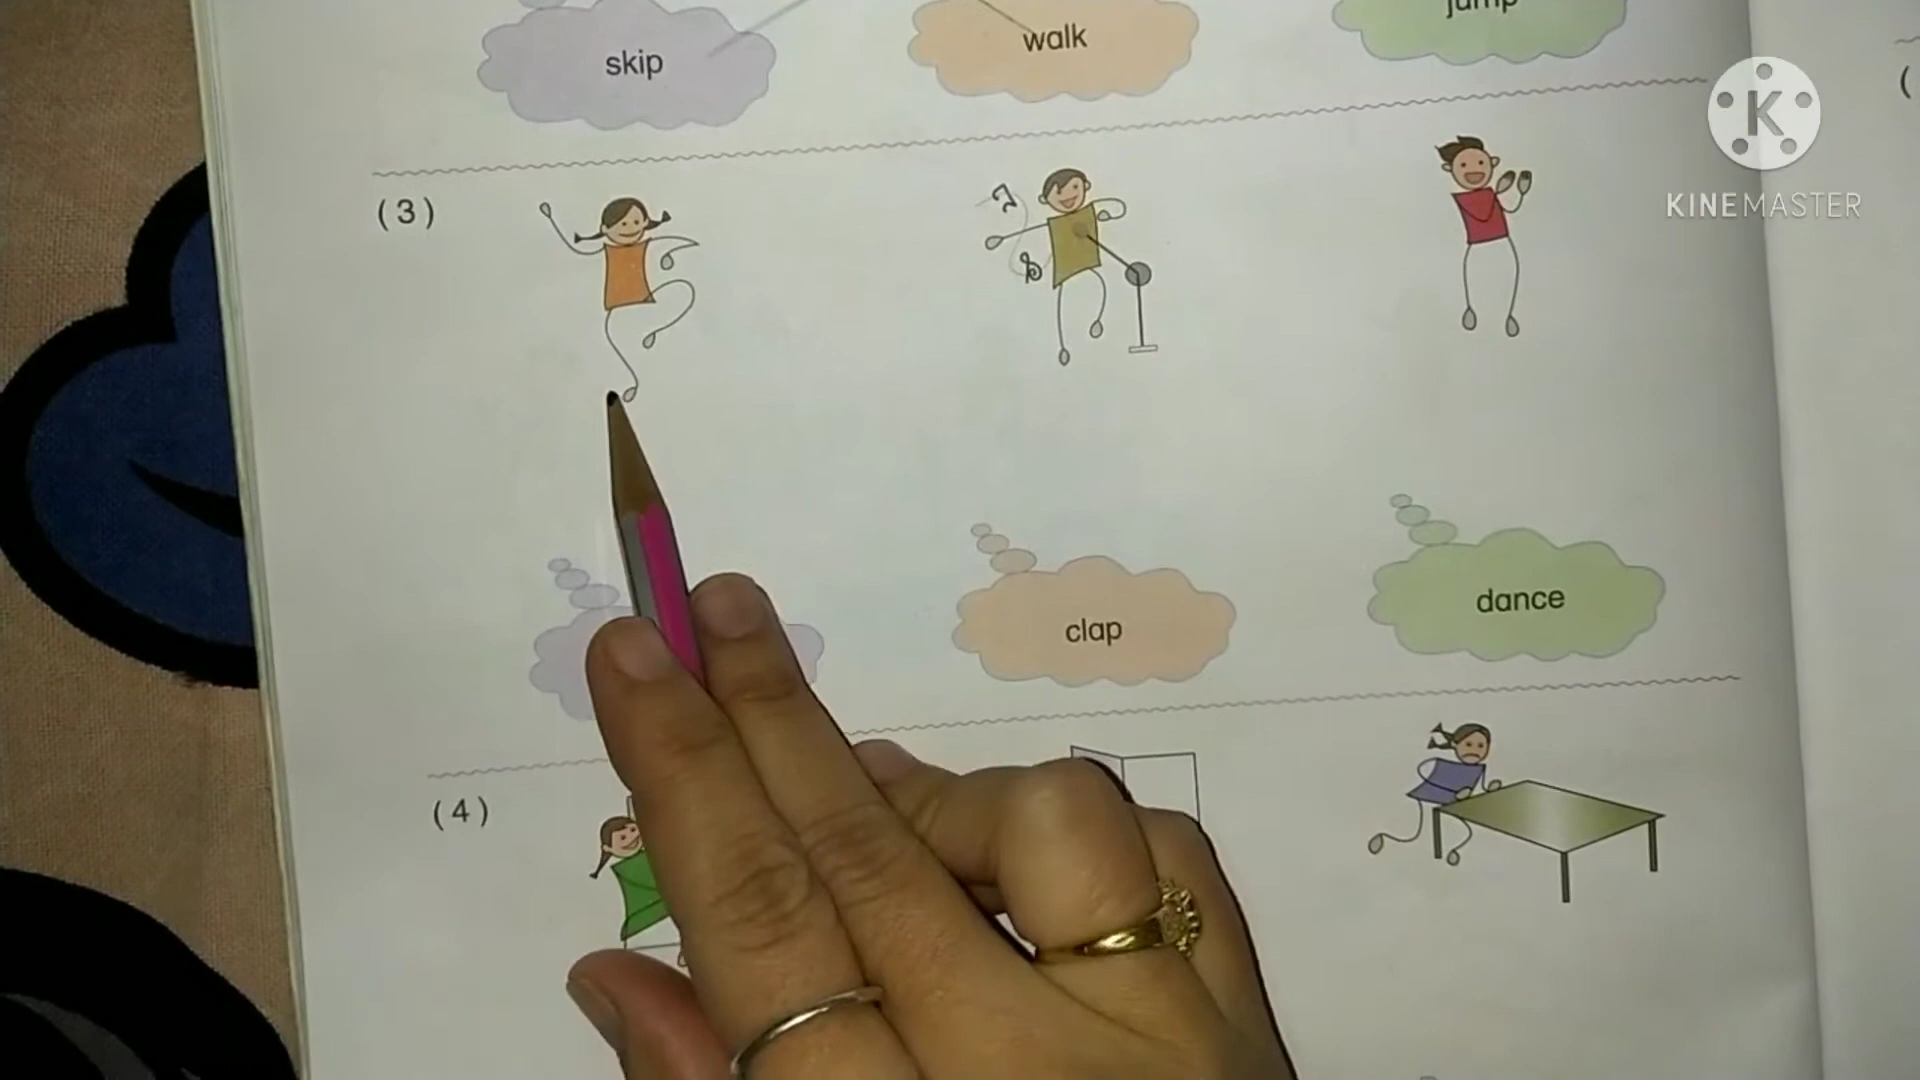 jump
skip
walk
K
KINEMASTER
(3)
clap
dance
(4)